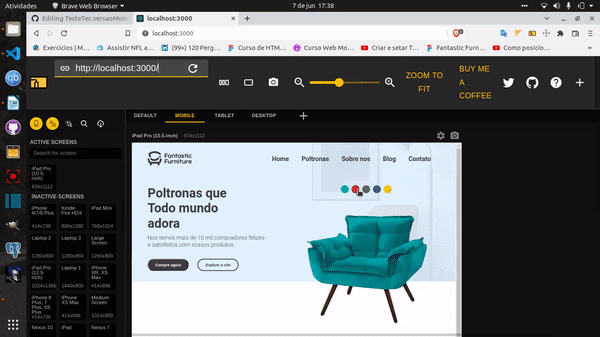 Atividades
Brave Web Browser
7 de jun 17:38
Editing TesteTec.versaoMob
localhost:3000
localhost:3000
Exercícios | Mo
Assistir NFL a
(99+) 120 Perg
Curso de HTM
Curso Web Mo
Criar e setar T
Fantastic Furn
Como posicio
http://localhost:3000/
ZOOM TO
FIT
BUY ME
A
COFFEE
DEFAULT
MOBILE
TABLET
DESKTOP
ACTIVE SCREENS
Search for screen
iPad Pro
(10.5-
inch)
834x1112
INACTIVE SCREENS
iPhone
6/7/8 Plus
414x736
Kindle
Fire HDX
800x1280
iPad Mini
768x1024
Laptop 2
1280x800
Laptop 3
1280x850
Large
Screen
1280x800
iPad Pro
(12.9-
inch)
1024x1366
Laptop 1
1440x900
iPhone
XR, XS
Max
414x896
iPhone 8
Plus, 7
Plus, 6S
Plus
414x736
iPhone
XS Max
414x896
Medium
Screen
Nexus 10
iPad
Nexus 7
iPad Pro (10.5-inch) 834x1112
Fantastic
Furniture
Home
Poltronas
Sobre nos
Blog
Contato
Poltronas que
Todo mundo
adora
Nos temos mais de 10 mil compradores felizes
e satisfeitos com nossos produtos.
Compre agora
Explore o site